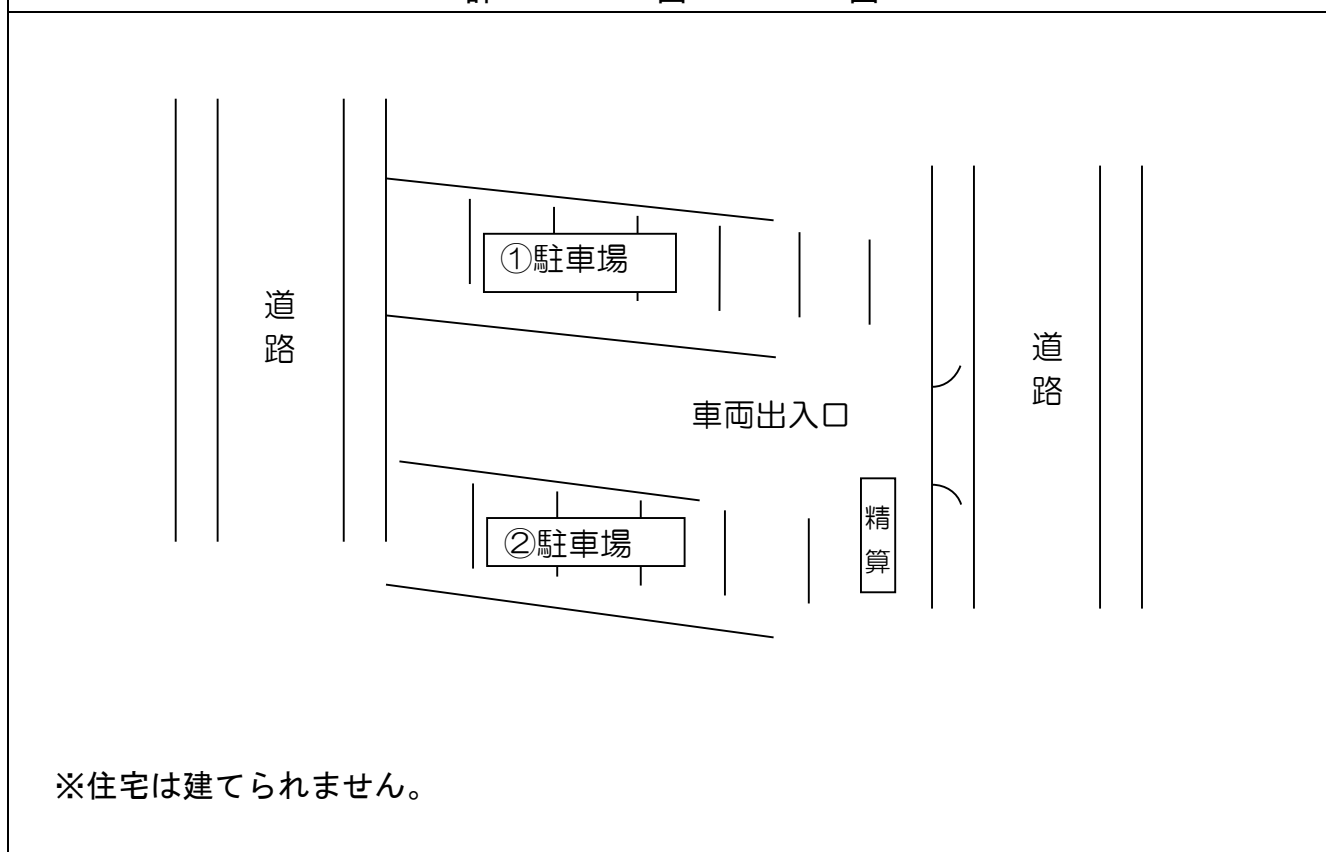 ①駐車場
道路
道路
車両出入口
②駐車場
精算
※住宅は建てられません。